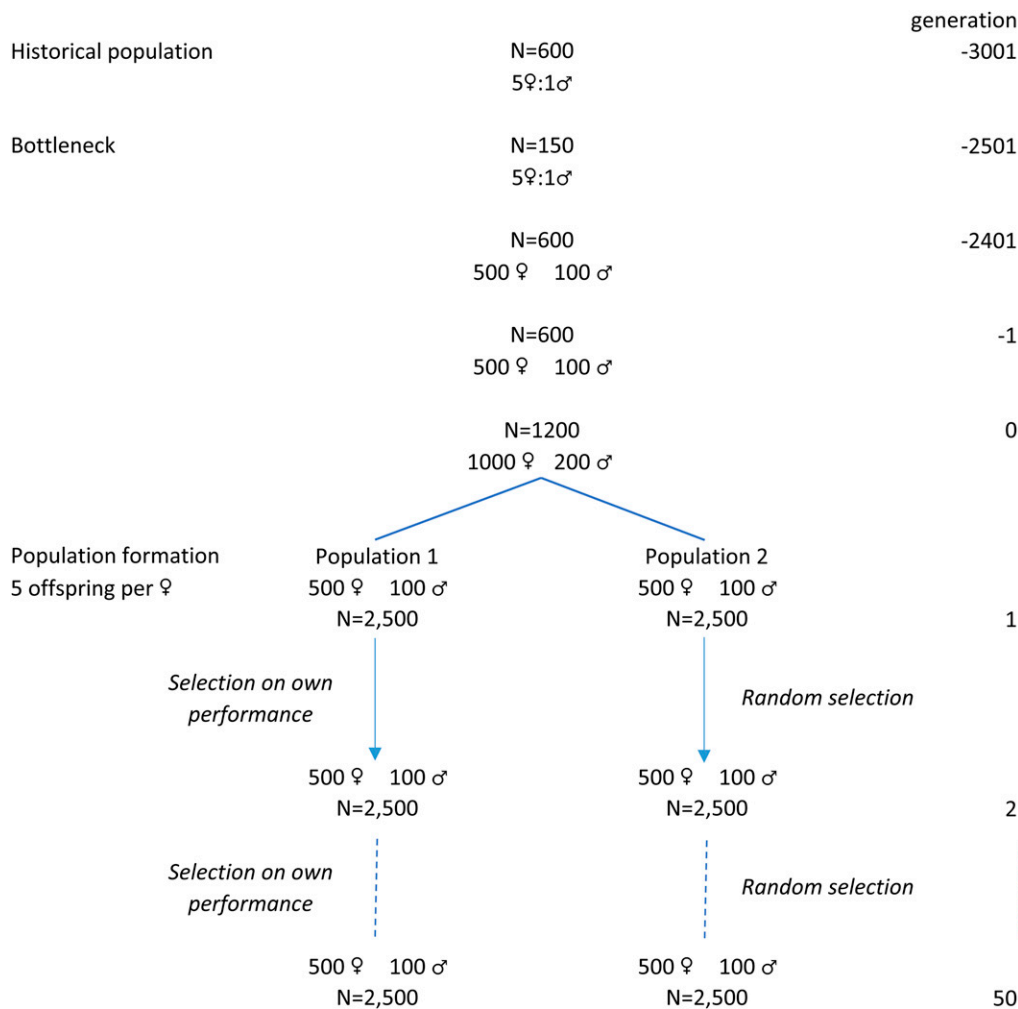 generation
Historical population N=600 -3001
5♀:1♂
Bottleneck N=150 -2501
5♀:1♂
N=600 -2401
500 ♀ 100 ♂
N=600 -1
500 ♀ 100 ♂
N=1200 0
1000 ♀ 200 ♂
Population formation Population 1 Population 2
5 offspring per ♀ 500 ♀ 100 ♂ 500 ♀ 100 ♂
N=2,500 N=2,500 1
Selection on own
performance
Random selection
500 ♀ 100 ♂ 500 ♀ 100 ♂
N=2,500 N=2,500 2
Selection on own
performance
Random selection
500 ♀ 100 ♂ 500 ♀ 100 ♂
N=2,500 N=2,500 50